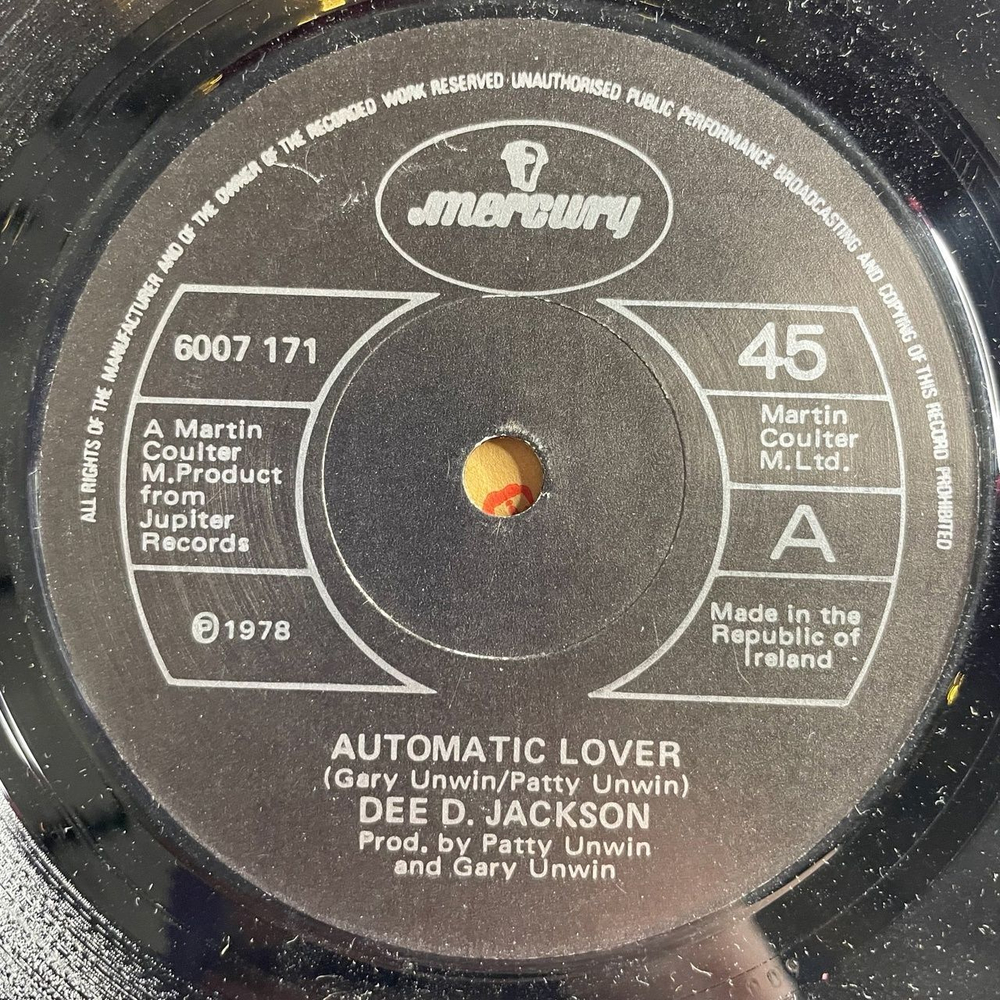 ALL RIGHTS OF THE MANUFACTURER AND OF THE OWNER OF THE RECORDED WORK RESERVED UNAUTHORISED PUBLIC PERFORMANCE BROADCASTING AND COPYING OF THIS RECORD PROHIBITED
mercury
6007 171
A Martin
Coulter
M.Product
from
Jupiter
Records
℗ 1978
45
Martin
Coulter
M.Ltd.
A
Made in the
Republic of
Ireland
AUTOMATIC LOVER
(Gary Unwin/Patty Unwin)
DEE D. JACKSON
Prod. by Patty Unwin
and Gary Unwin